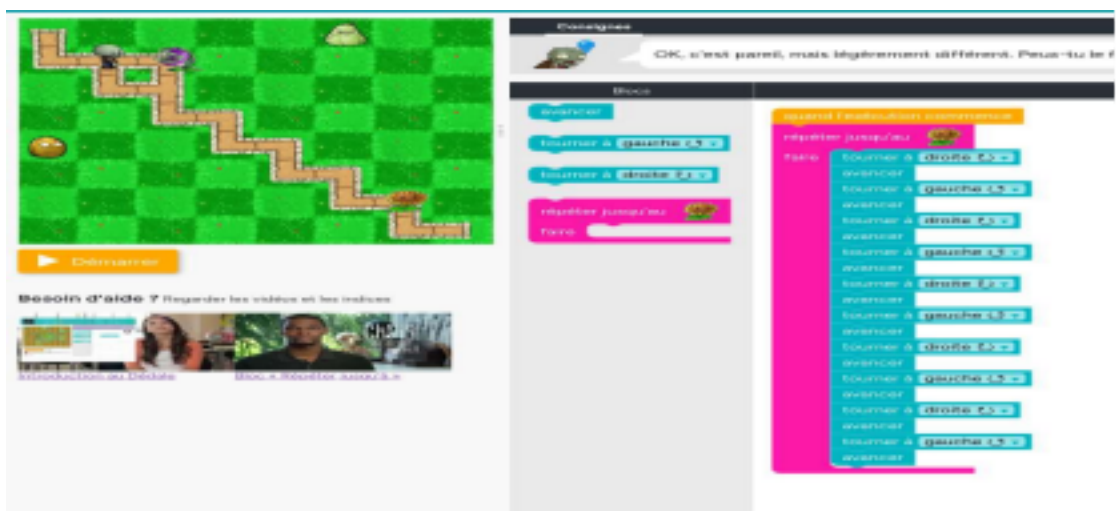 Consignes
OK, c'est pareil, mais légèrement différent. Peux-tu le
Blocs
avancer
tourner à gauche
tourner à droite
répéter jusqu'au
faire
quand l'exécution commence
répéter jusqu'au
faire
tourner à droite
avancer
tourner à gauche
avancer
tourner à droite
avancer
tourner à gauche
avancer
tourner à droite
avancer
tourner à gauche
avancer
tourner à droite
avancer
tourner à gauche
avancer
tourner à droite
avancer
tourner à gauche
avancer
Démarrer
Besoin d'aide ? Regarder les vidéos et les indices
Introduction au Dédale
Bloc « Répéter jusqu'à »